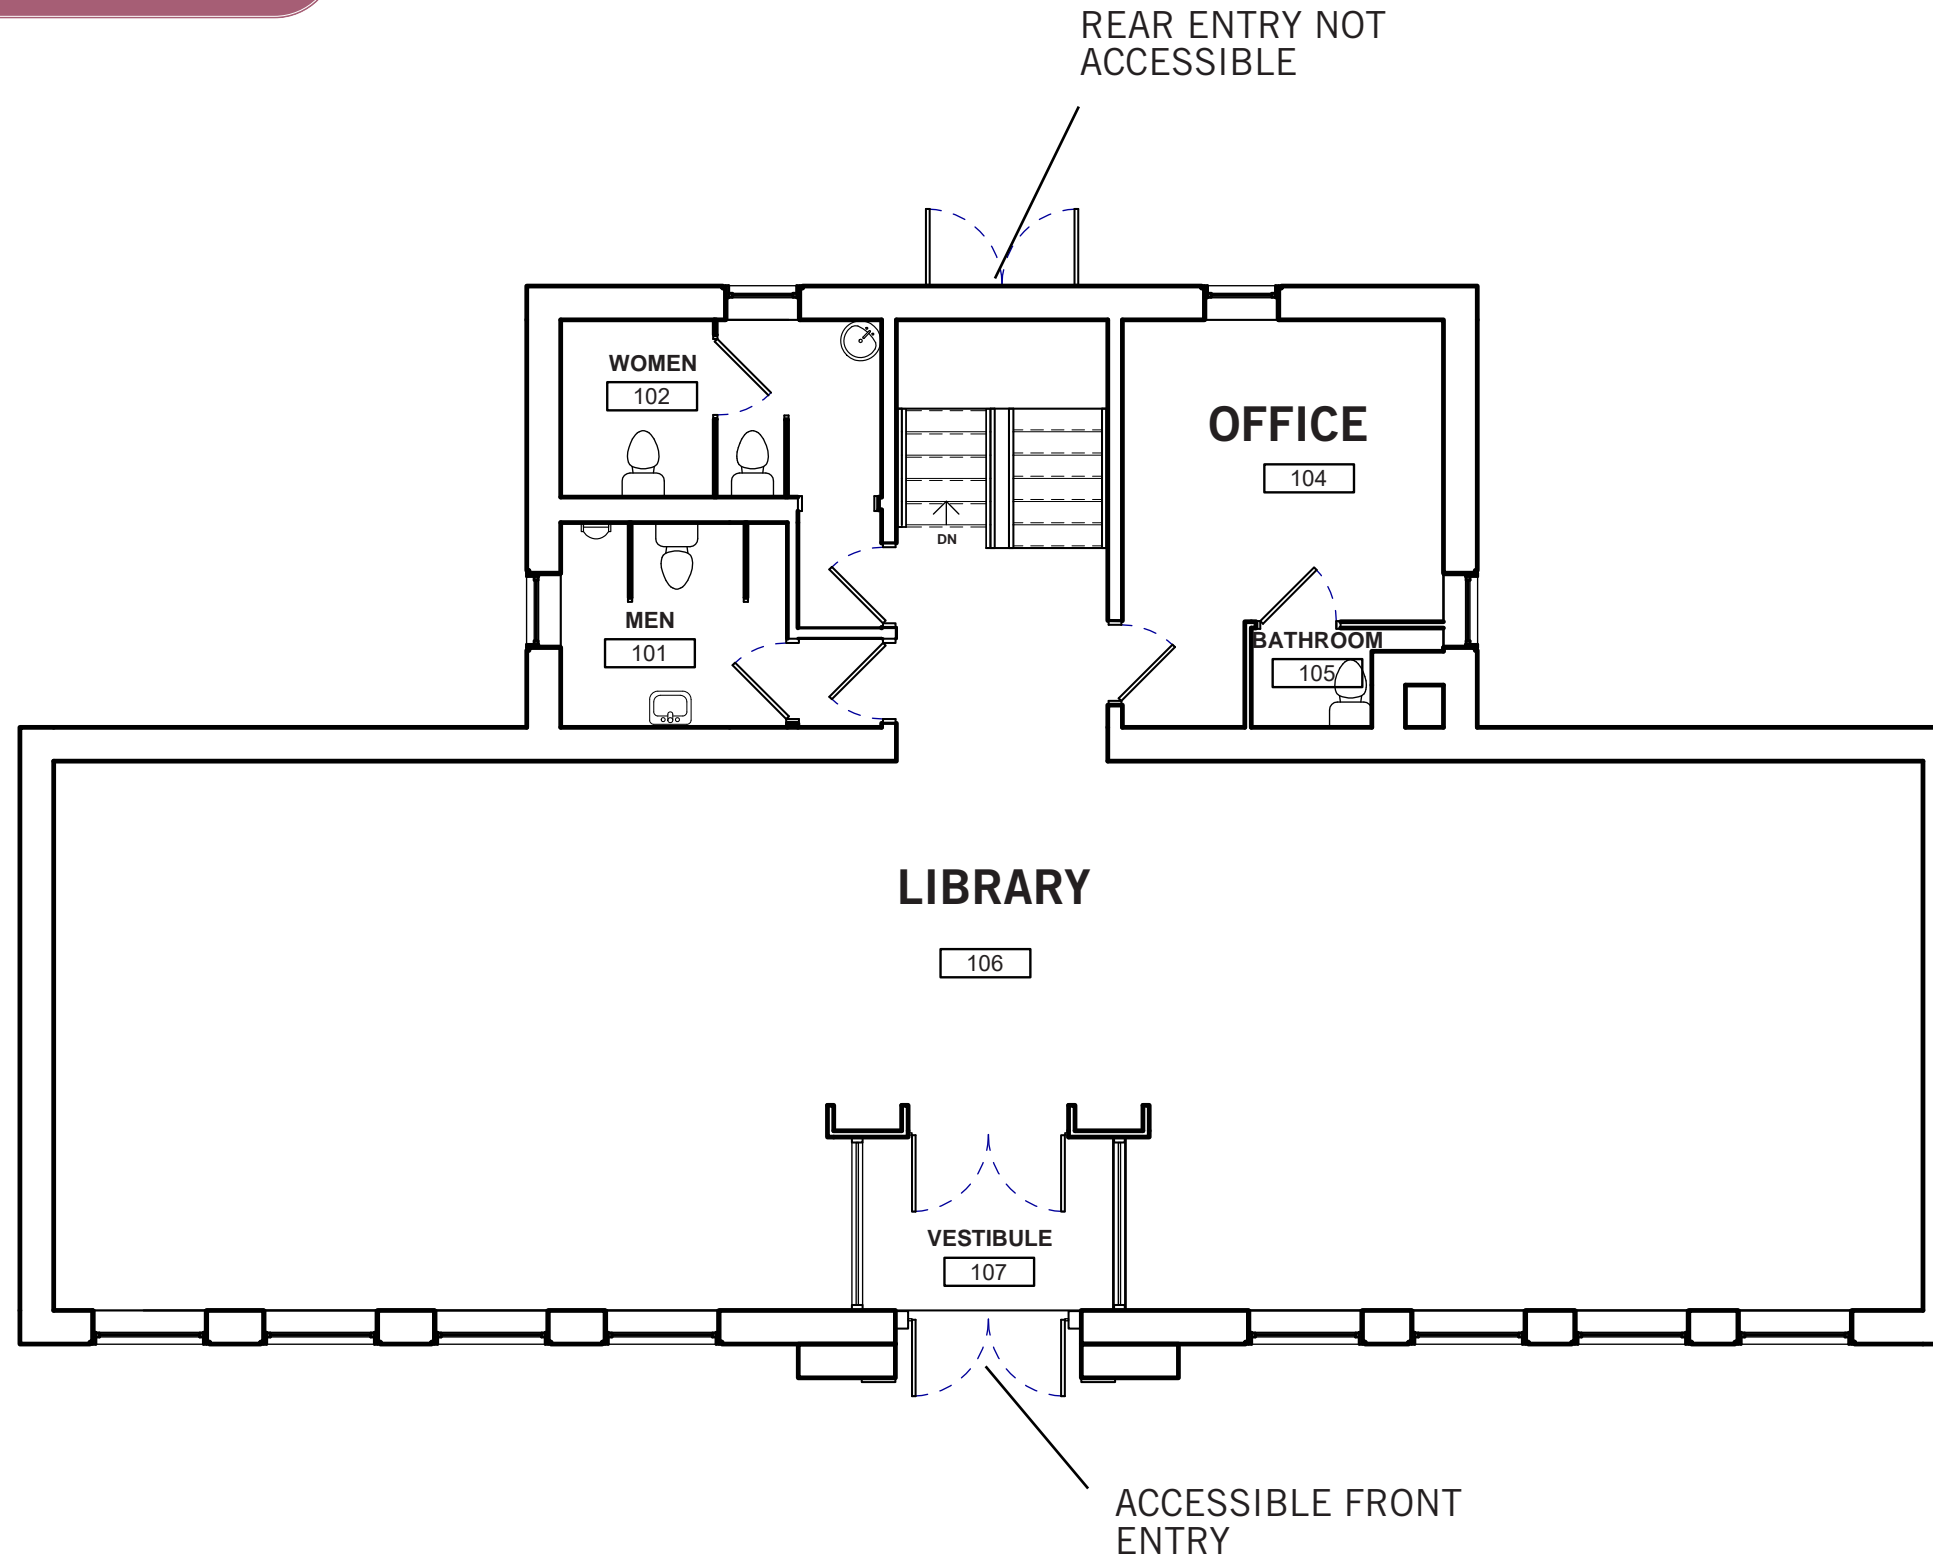 REAR ENTRY NOT
ACCESSIBLE
WOMEN
102
OFFICE
104
DN
MEN
101
BATHROOM
105
LIBRARY
106
VESTIBULE
107
ACCESSIBLE FRONT
ENTRY